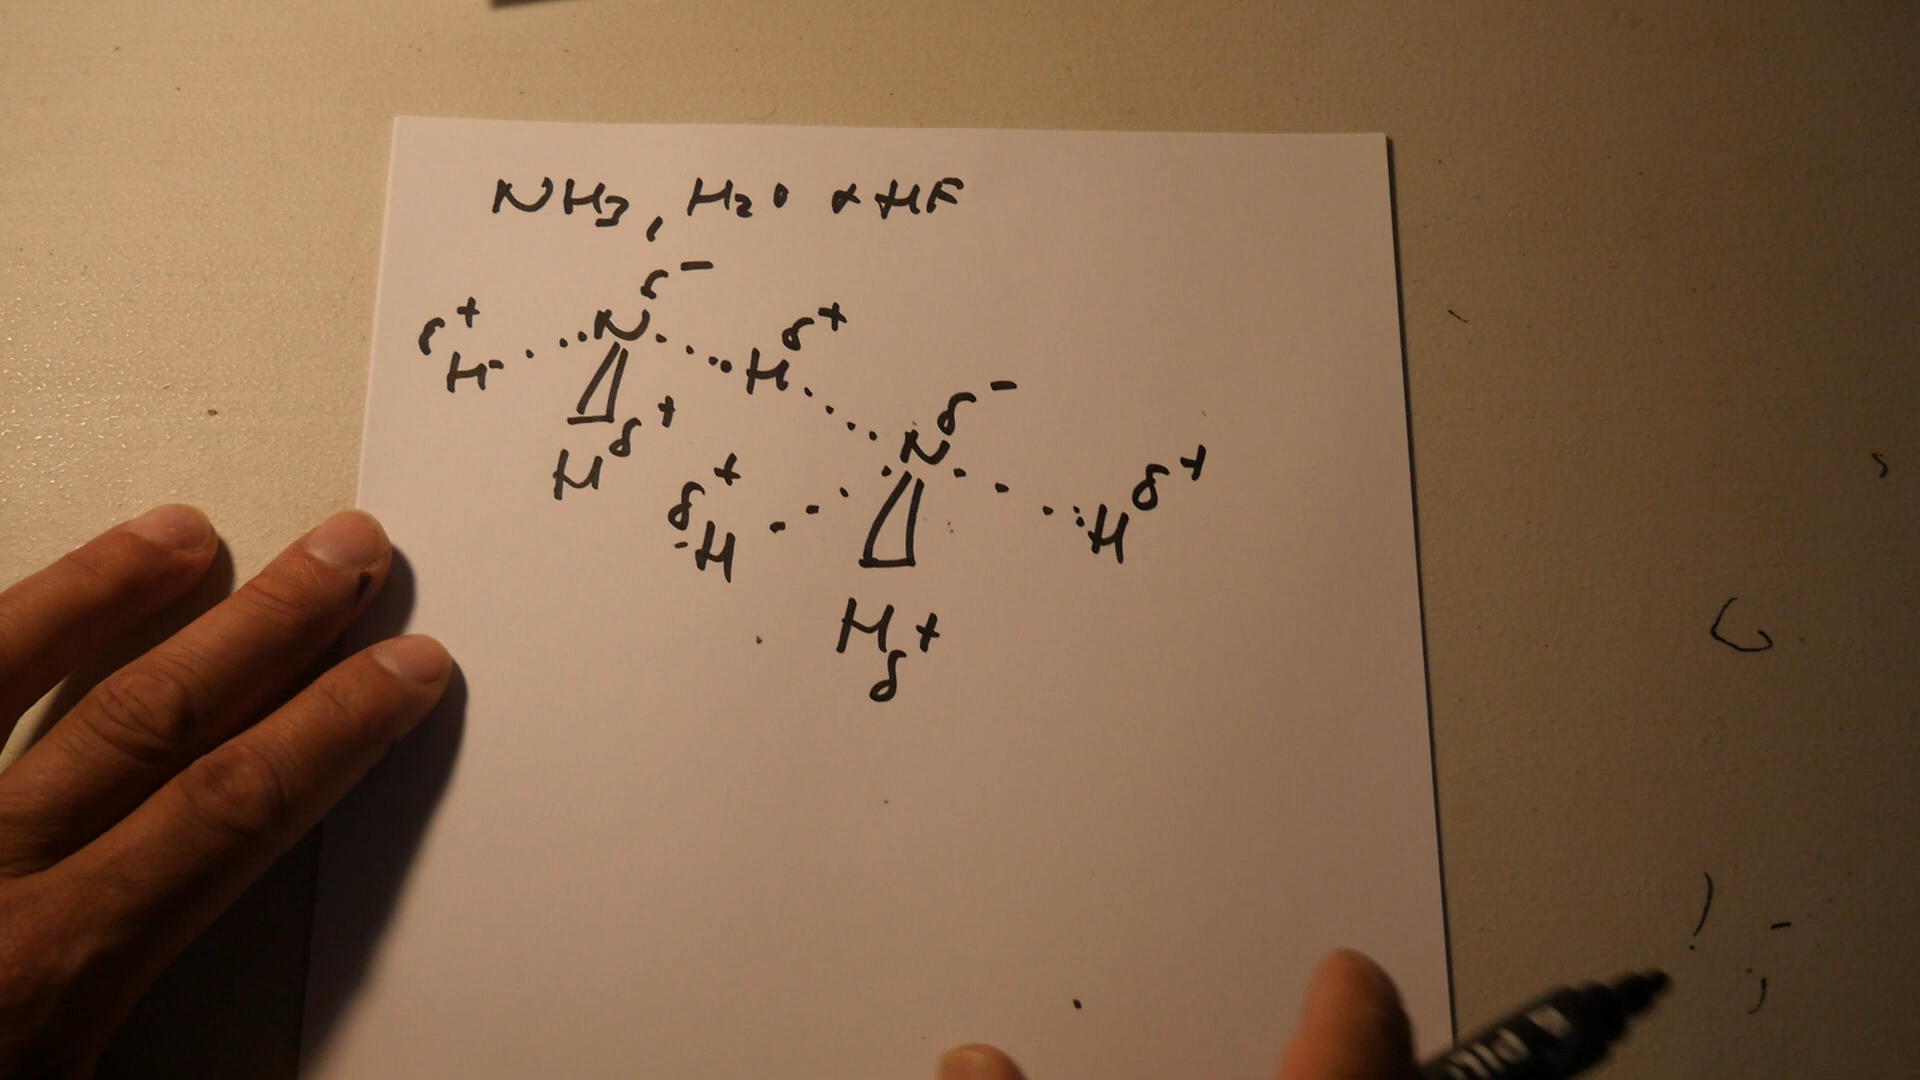 NH3, H2O & HF
δ-
δ+ H N H δ+
H δ+
N δ-
δ+ H H δ+
H δ+